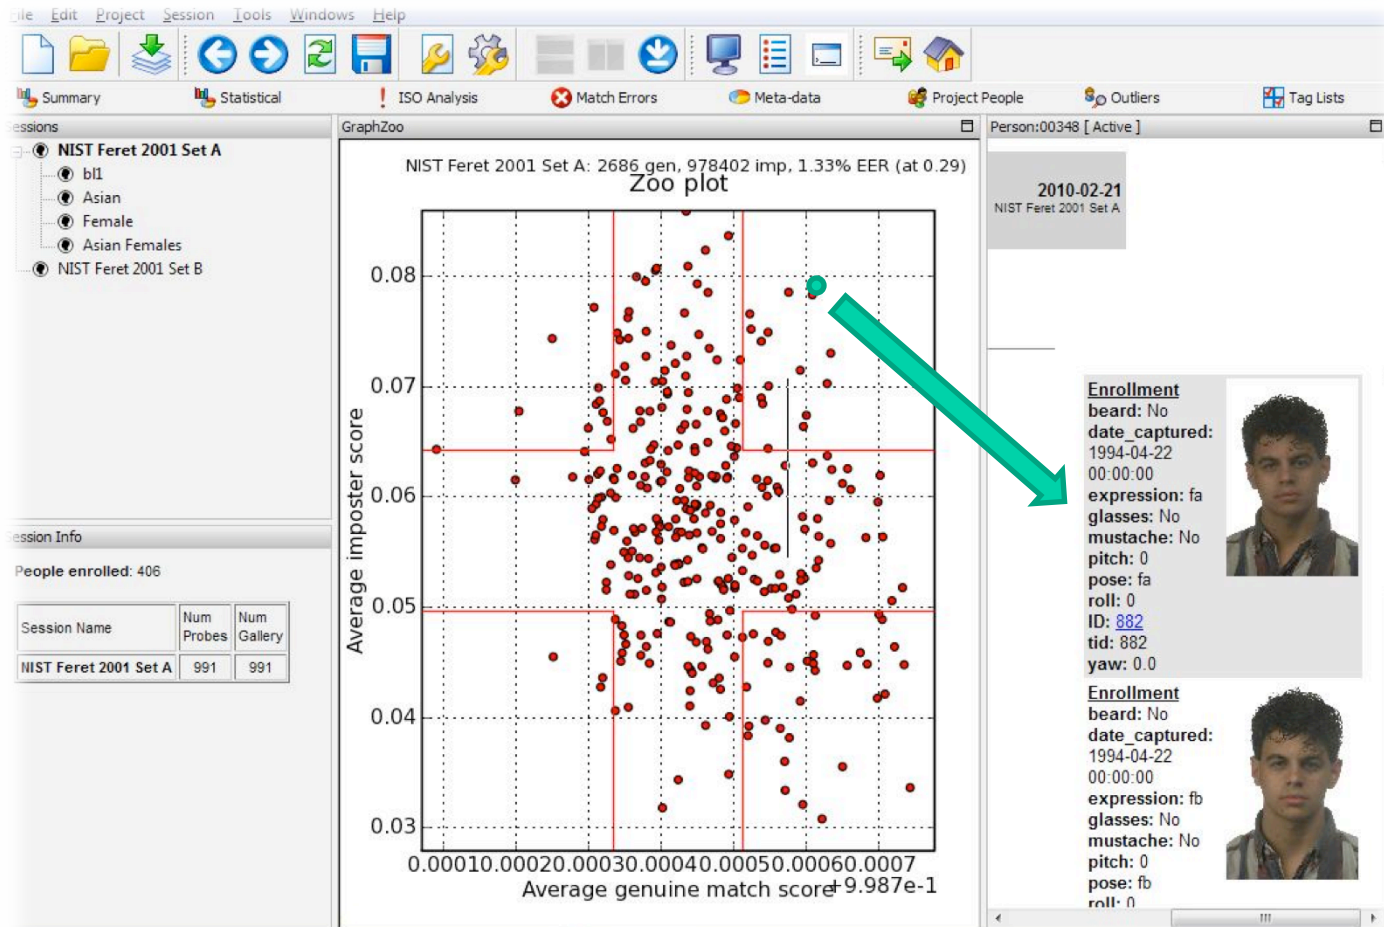 File Edit Project Session Tools Windows Help
Summary Statistical ISO Analysis Match Errors Meta-data Project People Outliers Tag Lists
Sessions
NIST Feret 2001 Set A
bl1
Asian
Female
Asian Females
NIST Feret 2001 Set B
Session Info
People enrolled: 406
Session Name Num Probes Num Gallery
NIST Feret 2001 Set A 991 991
GraphZoo
NIST Feret 2001 Set A: 2686 gen, 978402 imp, 1.33% EER (at 0.29)
Zoo plot
Average imposter score
0.08
0.07
0.06
0.05
0.04
0.03
0.00010.00020.00030.00040.00050.00060.0007
+9.987e-1
Average genuine match score
Person:00348 [ Active ]
2010-02-21
NIST Feret 2001 Set A
Enrollment
beard: No
date_captured:
1994-04-22
00:00:00
expression: fa
glasses: No
mustache: No
pitch: 0
pose: fa
roll: 0
ID: 882
tid: 882
yaw: 0.0
Enrollment
beard: No
date_captured:
1994-04-22
00:00:00
expression: fb
glasses: No
mustache: No
pitch: 0
pose: fb
roll: 0